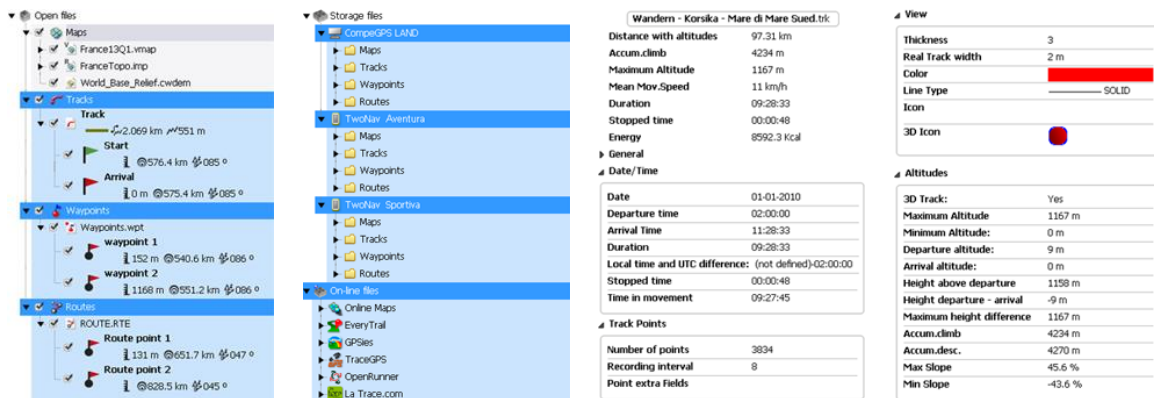 Open files
Maps
France13Q1.vmap
FranceTopo.imp
World_Base_Relief.cwdem
Tracks
Track
2.069 km 551 m
Start
576.4 km 085 º
Arrival
0 m 575.4 km 085 º
Waypoints
Waypoints.wpt
waypoint 1
152 m 540.6 km 086 º
waypoint 2
1168 m 551.2 km 086 º
Routes
ROUTE.RTE
Route point 1
131 m 651.7 km 047 º
Route point 2
828.5 km 045 º
Storage files
CompeGPS LAND
Maps
Tracks
Waypoints
Routes
TwoNav Aventura
Maps
Tracks
Waypoints
Routes
TwoNav Sportiva
Maps
Tracks
Waypoints
Routes
On-line files
Online Maps
EveryTrail
GPSies
TraceGPS
OpenRunner
La Trace.com
Wandern - Korsika - Mare di Mare Sued.trk
Distance with altitudes 97.31 km
Accum.climb 4234 m
Maximum Altitude 1167 m
Mean Mov.Speed 11 km/h
Duration 09:28:33
Stopped time 00:00:48
Energy 8592.3 Kcal
General
Date/Time
Date 01-01-2010
Departure time 02:00:00
Arrival Time 11:28:33
Duration 09:28:33
Local time and UTC difference: (not defined)-02:00:00
Stopped time 00:00:48
Time in movement 09:27:45
Track Points
Number of points 3834
Recording interval 8
Point extra Fields
View
Thickness 3
Real Track width 2 m
Color
Line Type SOLID
Icon
3D Icon
Altitudes
3D Track: Yes
Maximum Altitude 1167 m
Minimum Altitude: 0 m
Departure altitude: 9 m
Arrival altitude: 0 m
Height above departure 1158 m
Height departure - arrival -9 m
Maximum height difference 1167 m
Accum.climb 4234 m
Accum.desc. 4270 m
Max Slope 45.6 %
Min Slope -43.6 %